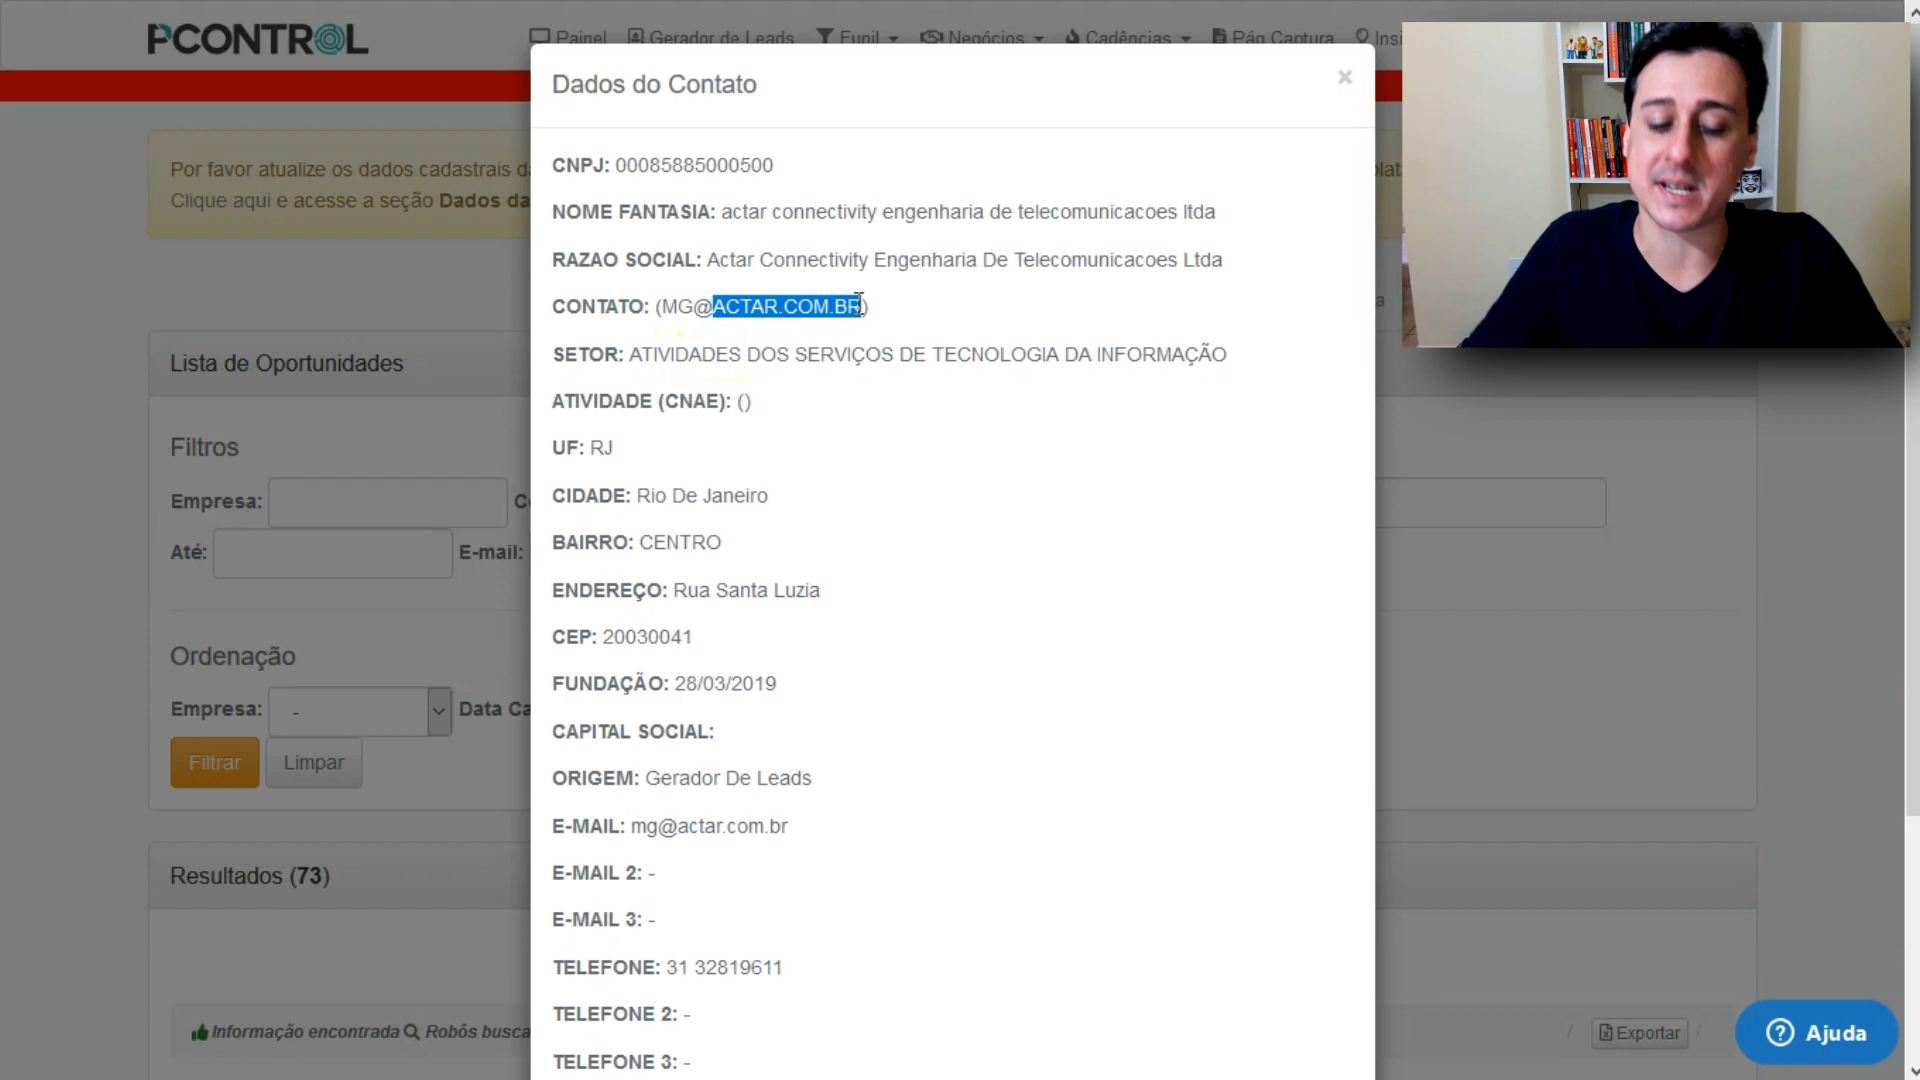 PCONTROL
Painel Gerador de Leads Funil Negócios Cadências Pág Captura Insi
Dados do Contato ×
Por favor atualize os dados cadastrais d
Clique aqui e acesse a seção Dados da
CNPJ: 00085885000500
NOME FANTASIA: actar connectivity engenharia de telecomunicacoes ltda
RAZAO SOCIAL: Actar Connectivity Engenharia De Telecomunicacoes Ltda
CONTATO: (MG@ACTAR.COM.BR)
SETOR: ATIVIDADES DOS SERVIÇOS DE TECNOLOGIA DA INFORMAÇÃO
ATIVIDADE (CNAE): ()
UF: RJ
CIDADE: Rio De Janeiro
BAIRRO: CENTRO
ENDEREÇO: Rua Santa Luzia
CEP: 20030041
FUNDAÇÃO: 28/03/2019
CAPITAL SOCIAL:
ORIGEM: Gerador De Leads
E-MAIL: mg@actar.com.br
E-MAIL 2: -
E-MAIL 3: -
TELEFONE: 31 32819611
TELEFONE 2: -
TELEFONE 3: -
Lista de Oportunidades
Filtros
Empresa:
Até: E-mail:
Ordenação
Empresa: - Data Ca
Filtrar Limpar
Resultados (73)
Informação encontrada Robôs busca
/ Exportar /
Ajuda